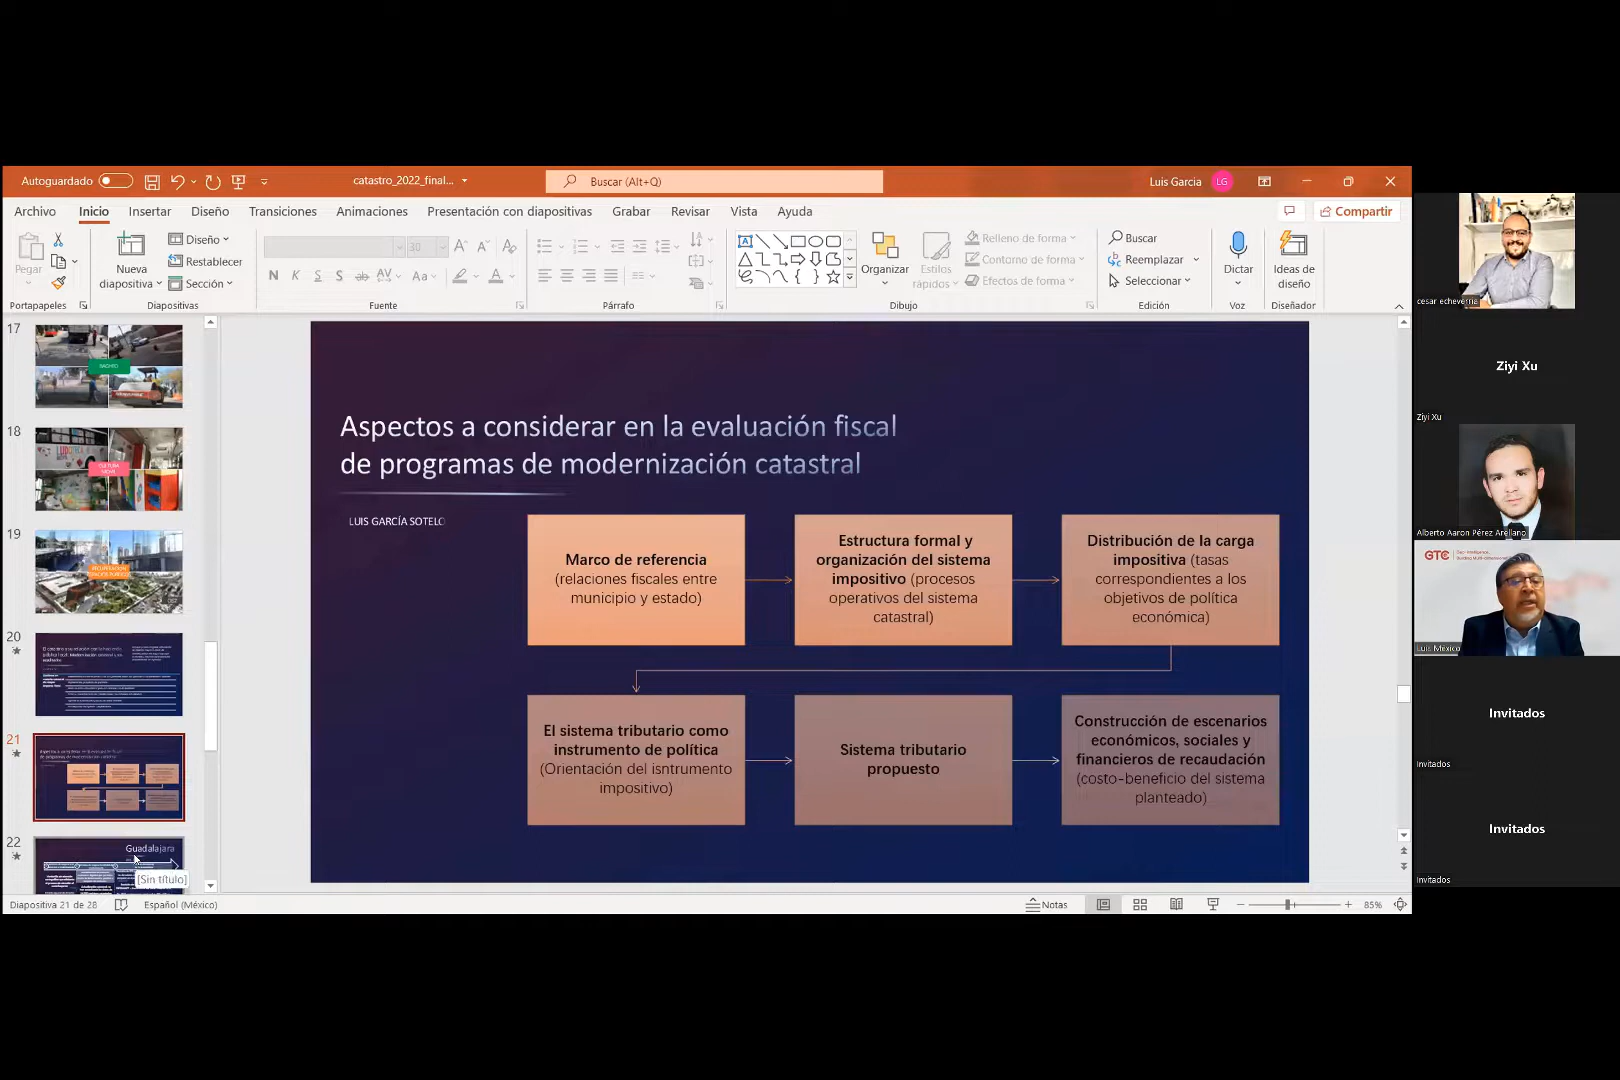 Autoguardado
catastro_2022_final...
Buscar (Alt+Q)
Luis Garcia
LG
Archivo
Inicio
Insertar
Diseño
Transiciones
Animaciones
Presentación con diapositivas
Grabar
Revisar
Vista
Ayuda
Compartir
Pegar
Nueva
diapositiva
Diseño
Restablecer
Sección
30
N K S S ab AV Aa
Organizar
Estilos
rápidos
Relleno de forma
Contorno de forma
Efectos de forma
Buscar
Reemplazar
Seleccionar
Dictar
Ideas de
diseño
Portapapeles
Diapositivas
Fuente
Párrafo
Dibujo
Edición
Voz
Diseñador
17
BACHEO
18
CULTURA
MÓVIL
19
20
21
22
Guadalajara
[Sin título]
Aspectos a considerar en la evaluación fiscal
de programas de modernización catastral
LUIS GARCÍA SOTELO
Marco de referencia
(relaciones fiscales entre
municipio y estado)
Estructura formal y
organización del sistema
impositivo (procesos
operativos del sistema
catastral)
Distribución de la carga
impositiva (tasas
correspondientes a los
objetivos de política
económica)
El sistema tributario como
instrumento de política
(Orientación del isntrumento
impositivo)
Sistema tributario
propuesto
Construcción de escenarios
económicos, sociales y
financieros de recaudación
(costo-beneficio del sistema
planteado)
Diapositiva 21 de 28
Español (México)
Notas
85%
cesar echeverria
Ziyi Xu
Ziyi Xu
Alberto Aaron Pérez Arellano
GTC
Luis México
Invitados
Invitados
Invitados
Invitados